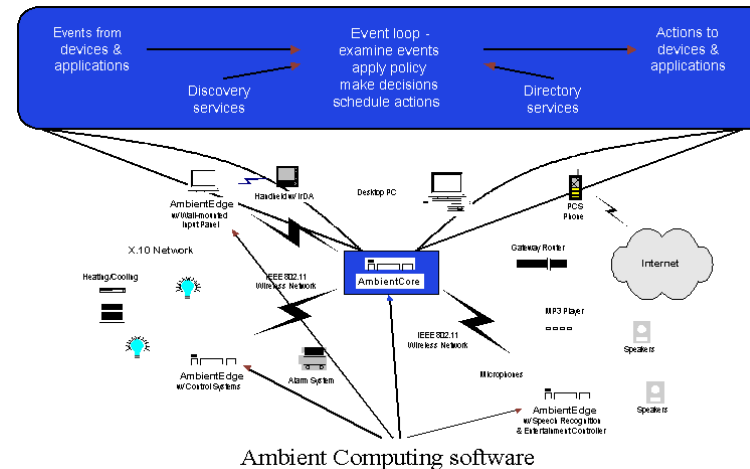 Events from
devices &
applications
Event loop -
examine events
apply policy
make decisions
schedule actions
Actions to
devices &
applications
Discovery
services
Directory
services
Handheld w/ IrDA
Desktop PC
PCS
Phone
AmbientEdge
w/Wall-mounted
Input Panel
X.10 Network
Gateway Router
Internet
Heating/Cooling
IEEE 802.11
Wireless Network
AmbientCore
MP3 Player
IEEE 802.11
Wireless Network
Speakers
AmbientEdge
w/Control Systems
Alarm System
Microphones
AmbientEdge
w/Speech Recognition
& Entertainment Controller
Speakers
Ambient Computing software